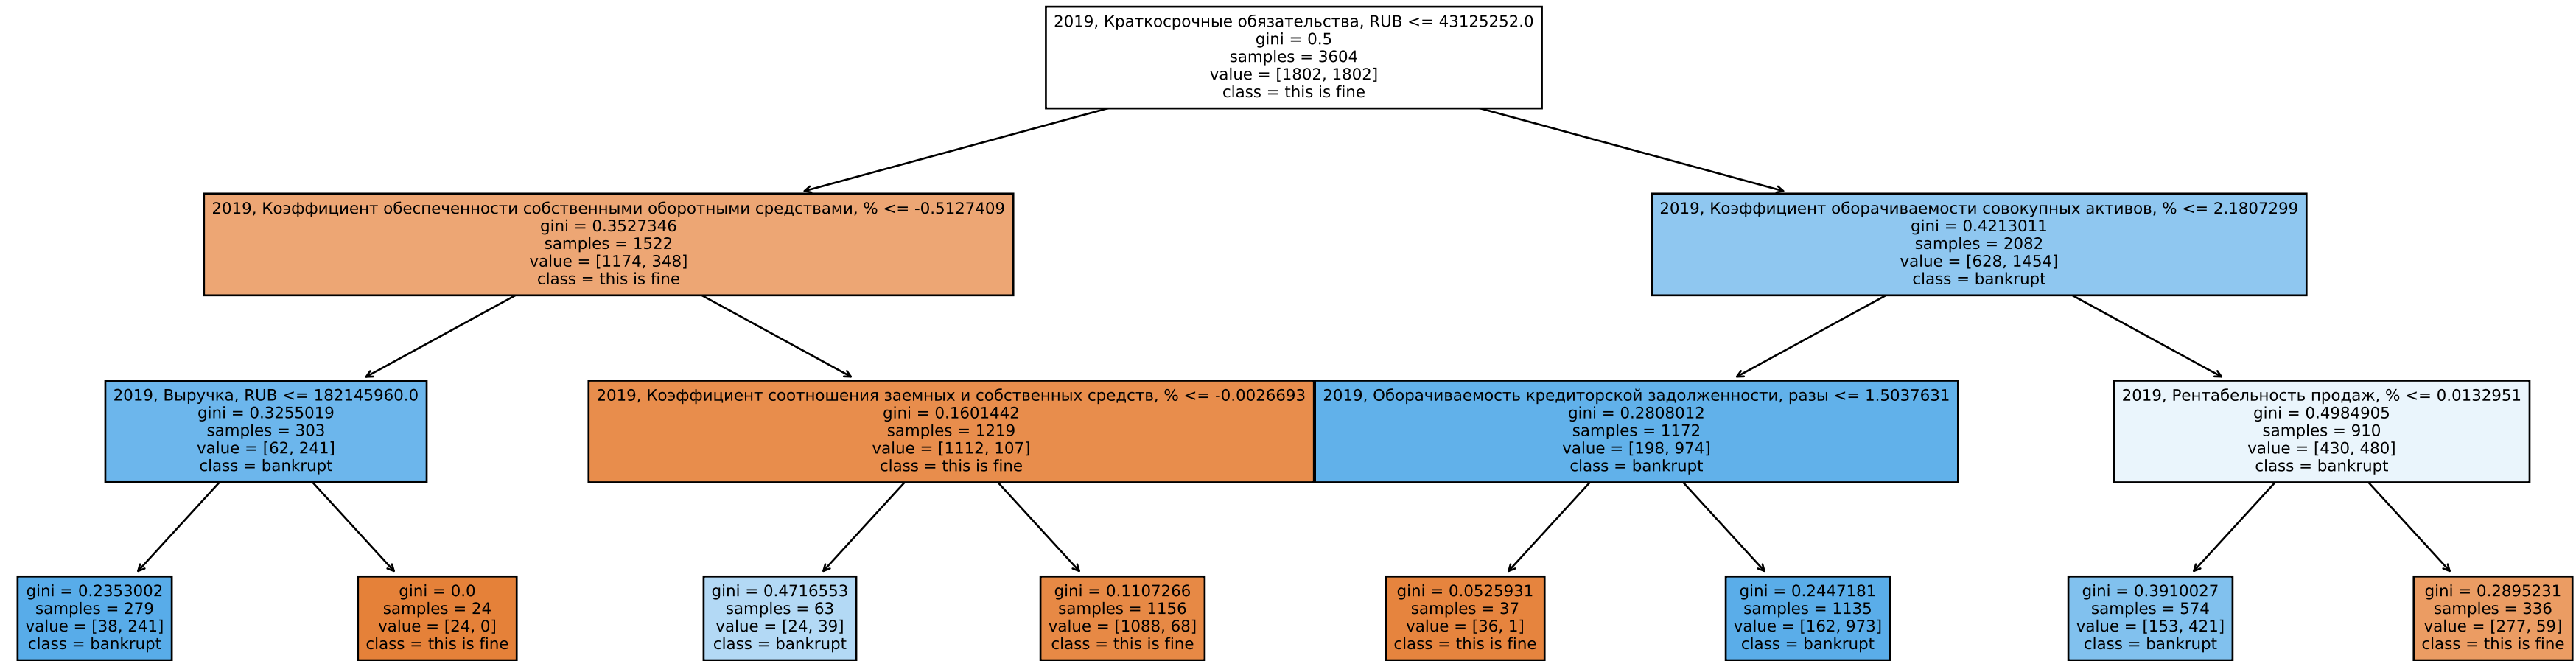 2019, Краткосрочные обязательства, RUB <= 43125252.0
gini = 0.5
samples = 3604
value = [1802, 1802]
class = this is fine
2019, Коэффициент обеспеченности собственными оборотными средствами, % <= -0.5127409
gini = 0.3527346
samples = 1522
value = [1174, 348]
class = this is fine
2019, Коэффициент оборачиваемости совокупных активов, % <= 2.1807299
gini = 0.4213011
samples = 2082
value = [628, 1454]
class = bankrupt
2019, Выручка, RUB <= 182145960.0
gini = 0.3255019
samples = 303
value = [62, 241]
class = bankrupt
2019, Коэффициент соотношения заемных и собственных средств, % <= -0.0026693
gini = 0.1601442
samples = 1219
value = [1112, 107]
class = this is fine
2019, Оборачиваемость кредиторской задолженности, разы <= 1.5037631
gini = 0.2808012
samples = 1172
value = [198, 974]
class = bankrupt
2019, Рентабельность продаж, % <= 0.0132951
gini = 0.4984905
samples = 910
value = [430, 480]
class = bankrupt
gini = 0.2353002
samples = 279
value = [38, 241]
class = bankrupt
gini = 0.0
samples = 24
value = [24, 0]
class = this is fine
gini = 0.4716553
samples = 63
value = [24, 39]
class = bankrupt
gini = 0.1107266
samples = 1156
value = [1088, 68]
class = this is fine
gini = 0.0525931
samples = 37
value = [36, 1]
class = this is fine
gini = 0.2447181
samples = 1135
value = [162, 973]
class = bankrupt
gini = 0.3910027
samples = 574
value = [153, 421]
class = bankrupt
gini = 0.2895231
samples = 336
value = [277, 59]
class = this is fine